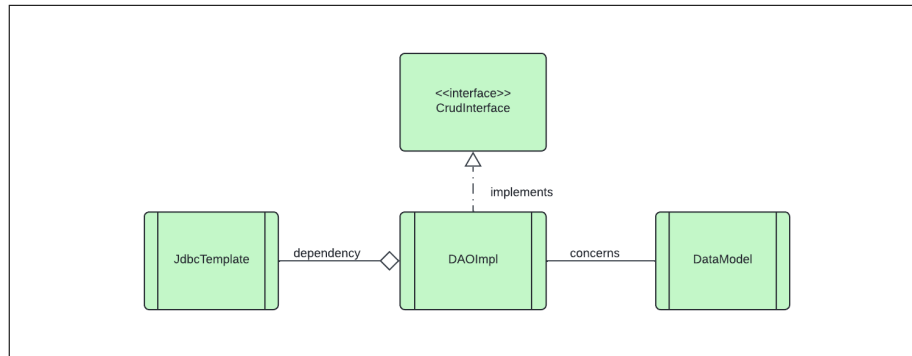 <<interface>>
CrudInterface
implements
JdbcTemplate
dependency
DAOImpl
concerns
DataModel